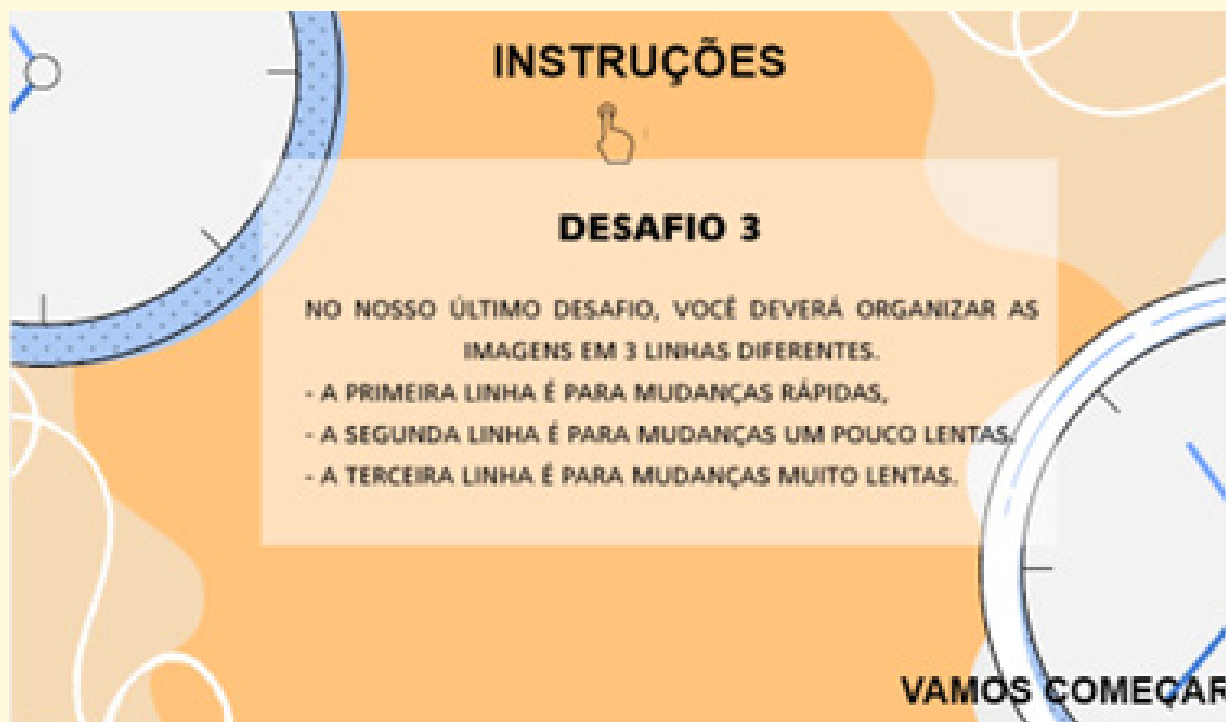 INSTRUÇÕES
DESAFIO 3
NO NOSSO ÚLTIMO DESAFIO, VOCÊ DEVERÁ ORGANIZAR AS
IMAGENS EM 3 LINHAS DIFERENTES.
- A PRIMEIRA LINHA É PARA MUDANÇAS RÁPIDAS,
- A SEGUNDA LINHA É PARA MUDANÇAS UM POUCO LENTAS.
- A TERCEIRA LINHA É PARA MUDANÇAS MUITO LENTAS.
VAMOS COMEÇAR